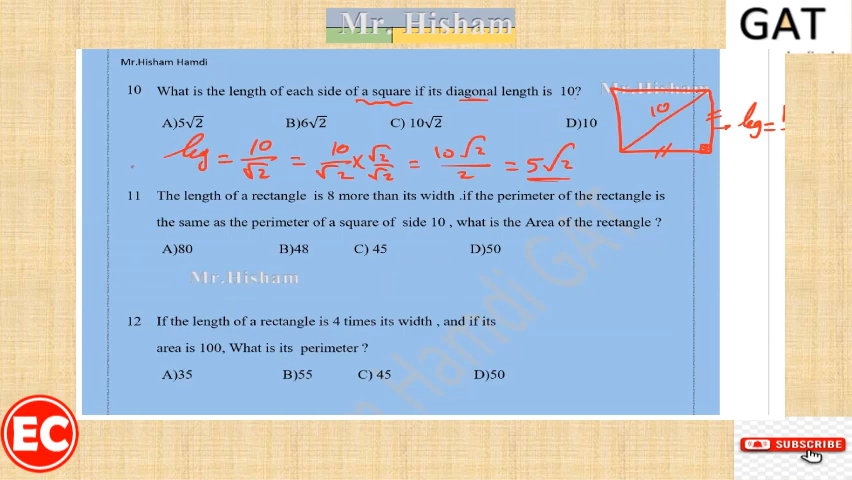 Mr. Hisham
GAT
Mr.Hisham Hamdi
10 What is the length of each side of a square if its diagonal length is 10?
Mr.Hisham
A)5√2 B)6√2 C) 10√2 D)10
10
leg =
leg = 10/√2 = 10/√2 × √2/√2 = 10√2/2 = 5√2
11 The length of a rectangle is 8 more than its width .if the perimeter of the rectangle is
the same as the perimeter of a square of side 10 , what is the Area of the rectangle ?
A)80 B)48 C) 45 D)50
Mr.Hisham
12 If the length of a rectangle is 4 times its width , and if its
area is 100, What is its perimeter ?
A)35 B)55 C) 45 D)50
Hamdi GAT
EC
SUBSCRIBE